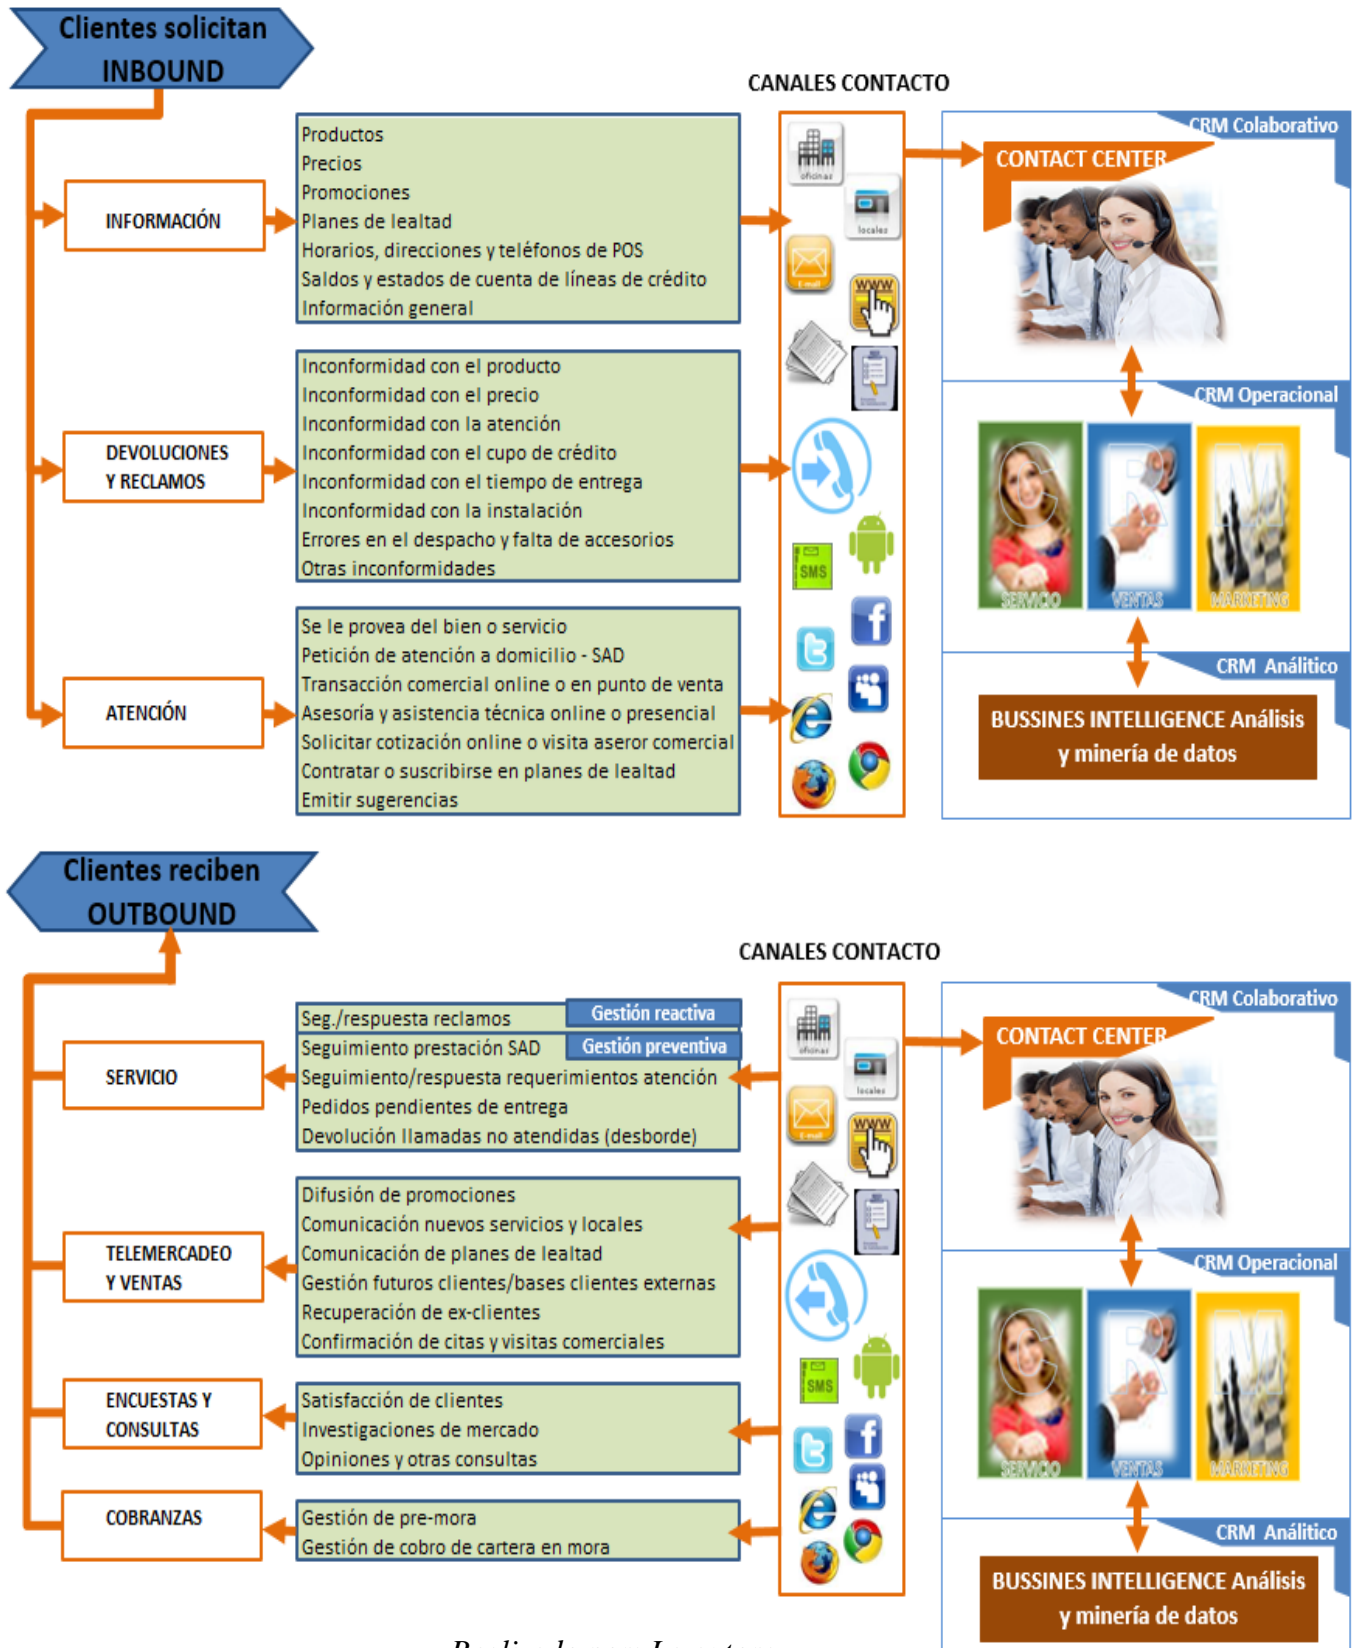 Clientes solicitan
INBOUND
CANALES CONTACTO
INFORMACIÓN
Productos
Precios
Promociones
Planes de lealtad
Horarios, direcciones y teléfonos de POS
Saldos y estados de cuenta de líneas de crédito
Información general
DEVOLUCIONES
Y RECLAMOS
Inconformidad con el producto
Inconformidad con el precio
Inconformidad con la atención
Inconformidad con el cupo de crédito
Inconformidad con el tiempo de entrega
Inconformidad con la instalación
Errores en el despacho y falta de accesorios
Otras inconformidades
ATENCIÓN
Se le provea del bien o servicio
Petición de atención a domicilio - SAD
Transacción comercial online o en punto de venta
Asesoría y asistencia técnica online o presencial
Solicitar cotización online o visita aseror comercial
Contratar o suscribirse en planes de lealtad
Emitir sugerencias
oficinas
locales
E-mail
WWW
SMS
CRM Colaborativo
CONTACT CENTER
CRM Operacional
C R M
SERVICIO
VENTAS
MARKETING
CRM Análitico
BUSSINES INTELLIGENCE Análisis
y minería de datos
Clientes reciben
OUTBOUND
CANALES CONTACTO
SERVICIO
Seg./respuesta reclamos
Gestión reactiva
Seguimiento prestación SAD
Gestión preventiva
Seguimiento/respuesta requerimientos atención
Pedidos pendientes de entrega
Devolución llamadas no atendidas (desborde)
TELEMERCADEO
Y VENTAS
Difusión de promociones
Comunicación nuevos servicios y locales
Comunicación de planes de lealtad
Gestión futuros clientes/bases clientes externas
Recuperación de ex-clientes
Confirmación de citas y visitas comerciales
ENCUESTAS Y
CONSULTAS
Satisfacción de clientes
Investigaciones de mercado
Opiniones y otras consultas
COBRANZAS
Gestión de pre-mora
Gestión de cobro de cartera en mora
oficinas
locales
E-mail
WWW
SMS
CRM Colaborativo
CONTACT CENTER
CRM Operacional
C R M
SERVICIO
VENTAS
MARKETING
CRM Análitico
BUSSINES INTELLIGENCE Análisis
y minería de datos